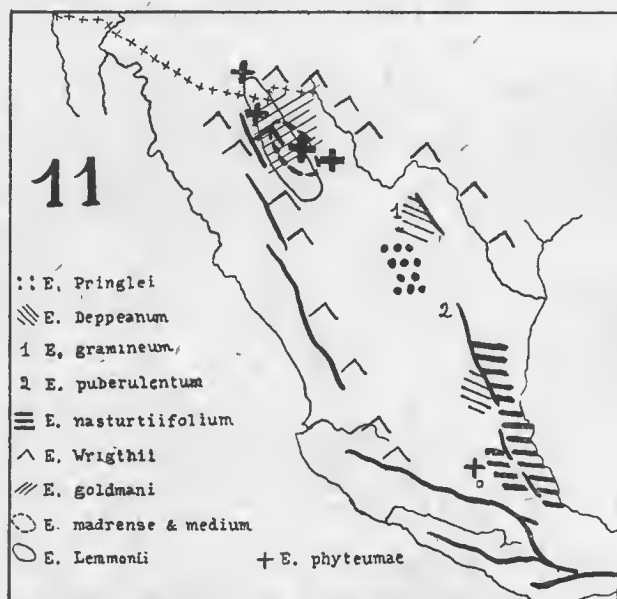 11
1
2
E. Pringlei
E. Deppeanum
1 E. gramineum
2 E. puberulentum
E. nasturtiifolium
E. Wrigthii
E. goldmani
E. madrense & medium
E. Lemmonii
E. phyteumae